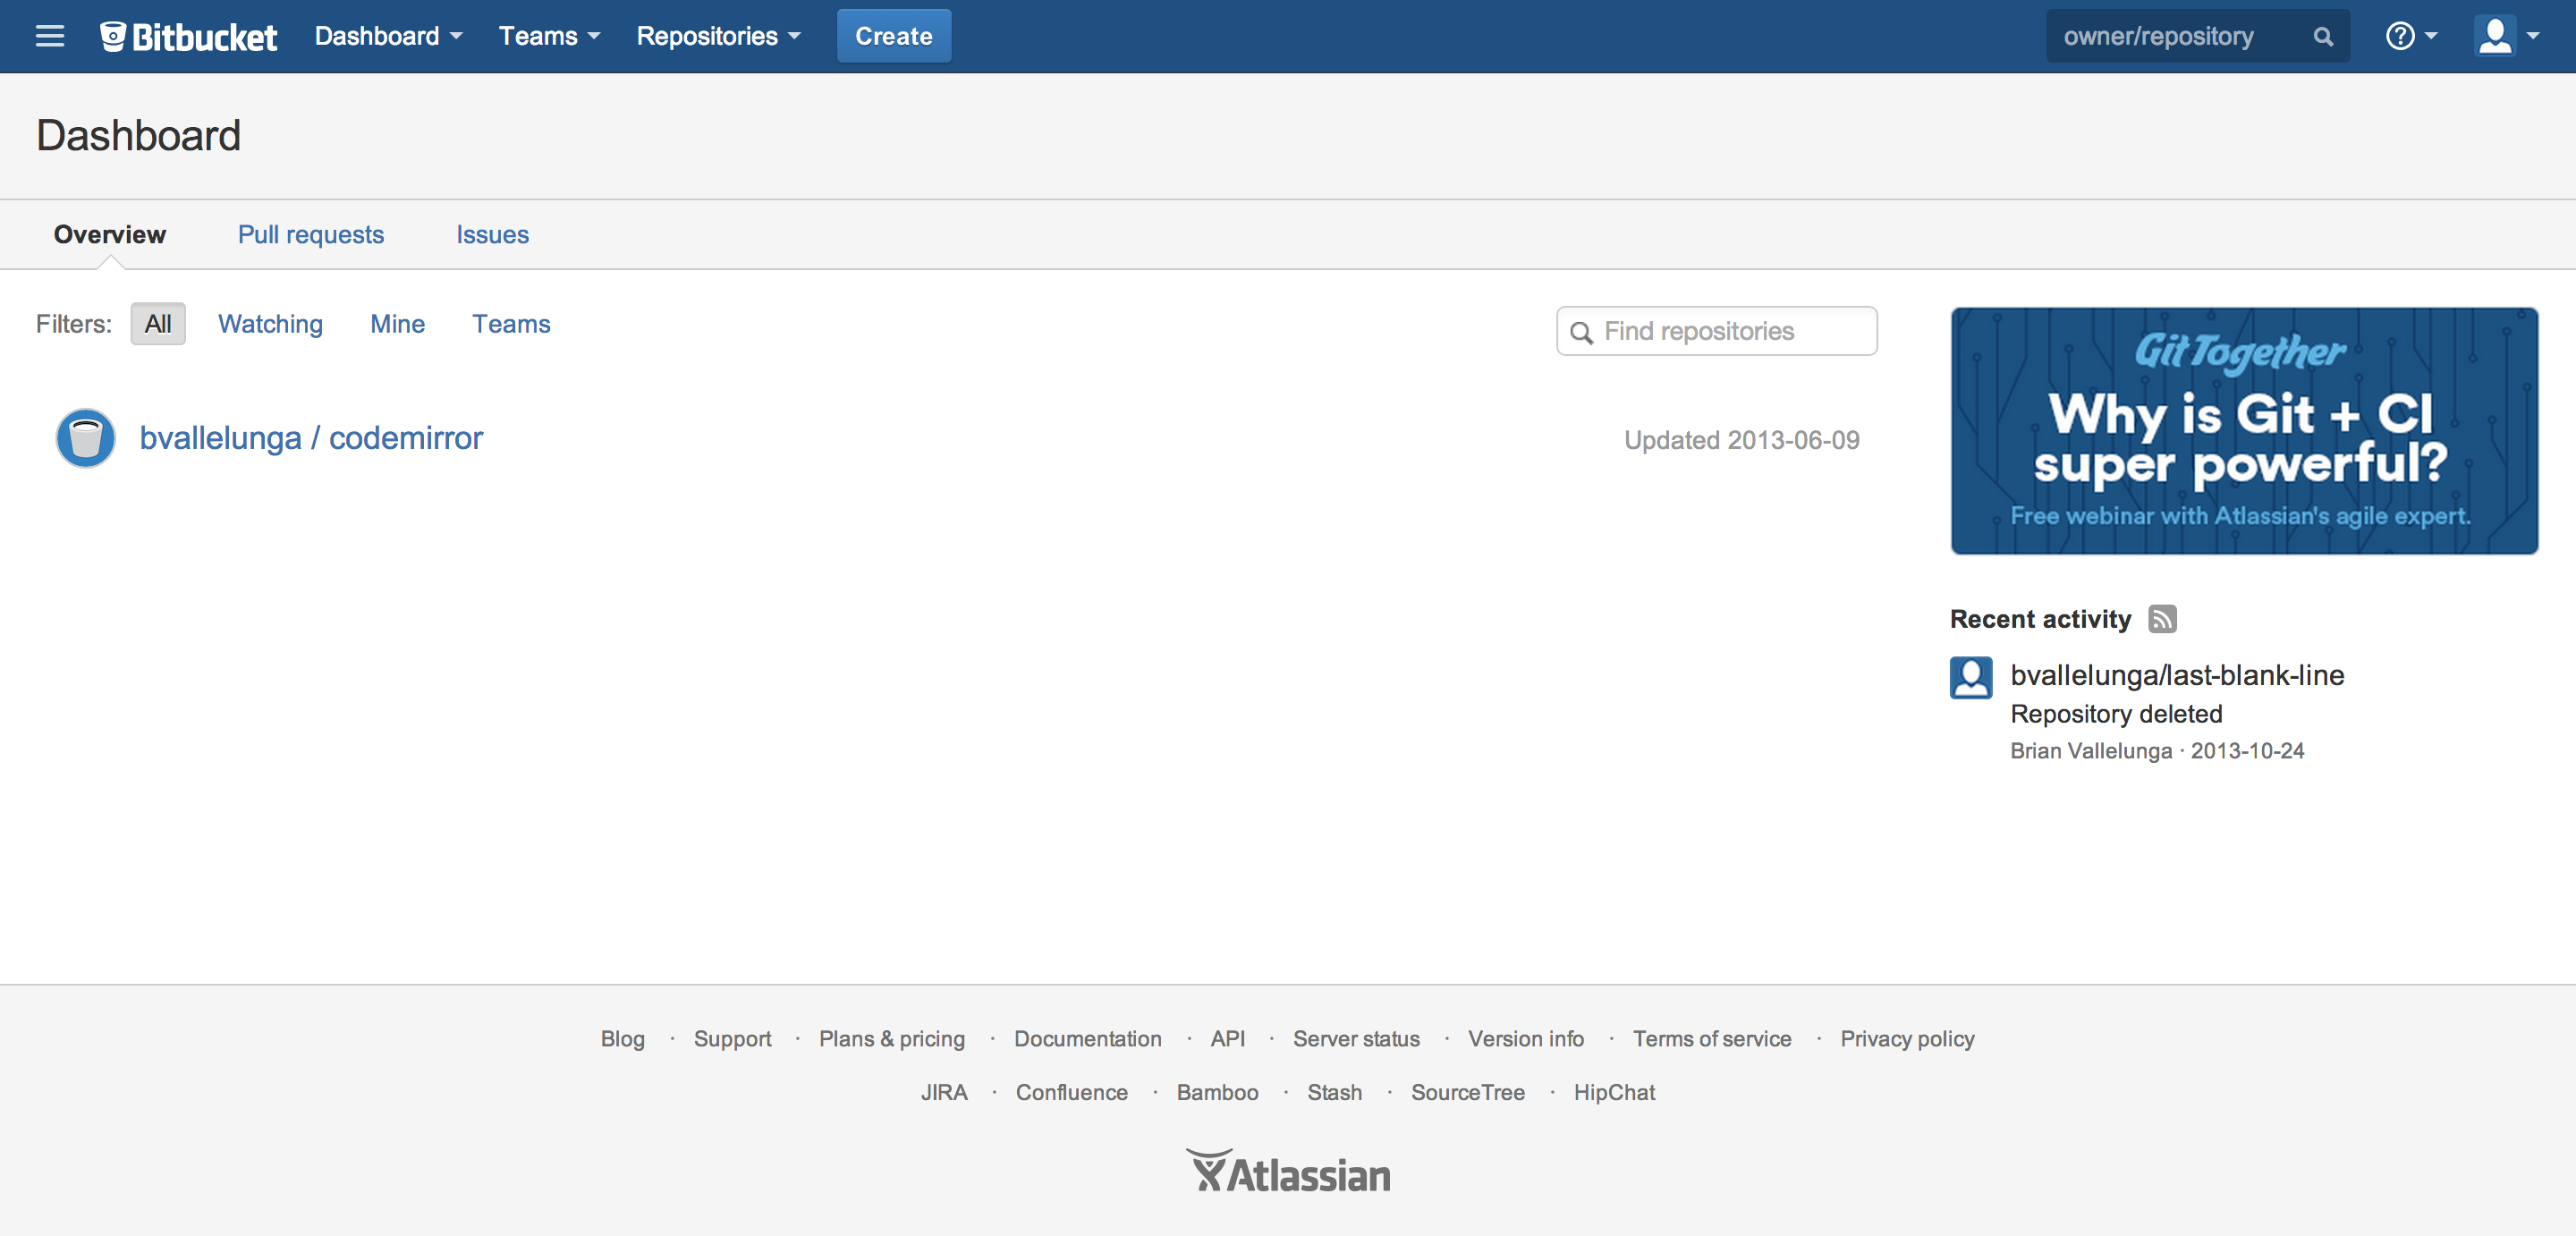 Bitbucket Dashboard Teams Repositories Create owner/repository ?
Dashboard
Overview Pull requests Issues
Filters: All Watching Mine Teams Find repositories
bvallelunga / codemirror Updated 2013-06-09
Git Together
Why is Git + CI
super powerful?
Free webinar with Atlassian's agile expert.
Recent activity
bvallelunga/last-blank-line
Repository deleted
Brian Vallelunga · 2013-10-24
Blog · Support · Plans & pricing · Documentation · API · Server status · Version info · Terms of service · Privacy policy
JIRA · Confluence · Bamboo · Stash · SourceTree · HipChat
Atlassian